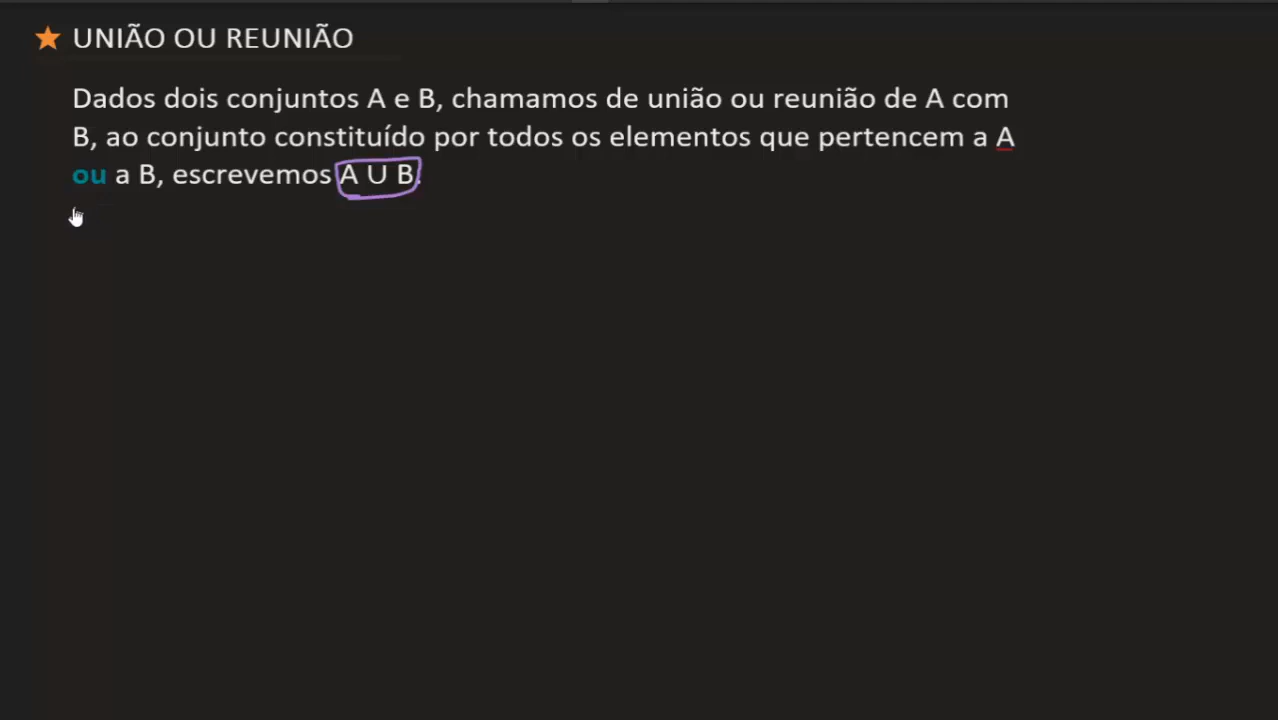 UNIÃO OU REUNIÃO
Dados dois conjuntos A e B, chamamos de união ou reunião de A com
B, ao conjunto constituído por todos os elementos que pertencem a A
ou a B, escrevemos A U B.